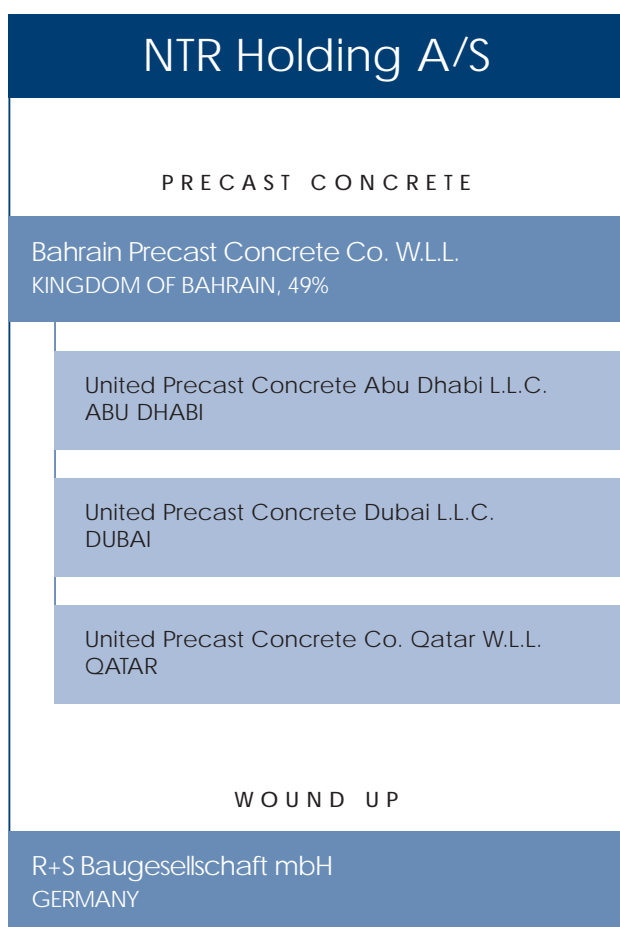 NTR Holding A/S
PRECAST CONCRETE
Bahrain Precast Concrete Co. W.L.L.
KINGDOM OF BAHRAIN, 49%
United Precast Concrete Abu Dhabi L.L.C.
ABU DHABI
United Precast Concrete Dubai L.L.C.
DUBAI
United Precast Concrete Co. Qatar W.L.L.
QATAR
WOUND UP
R+S Baugesellschaft mbH
GERMANY